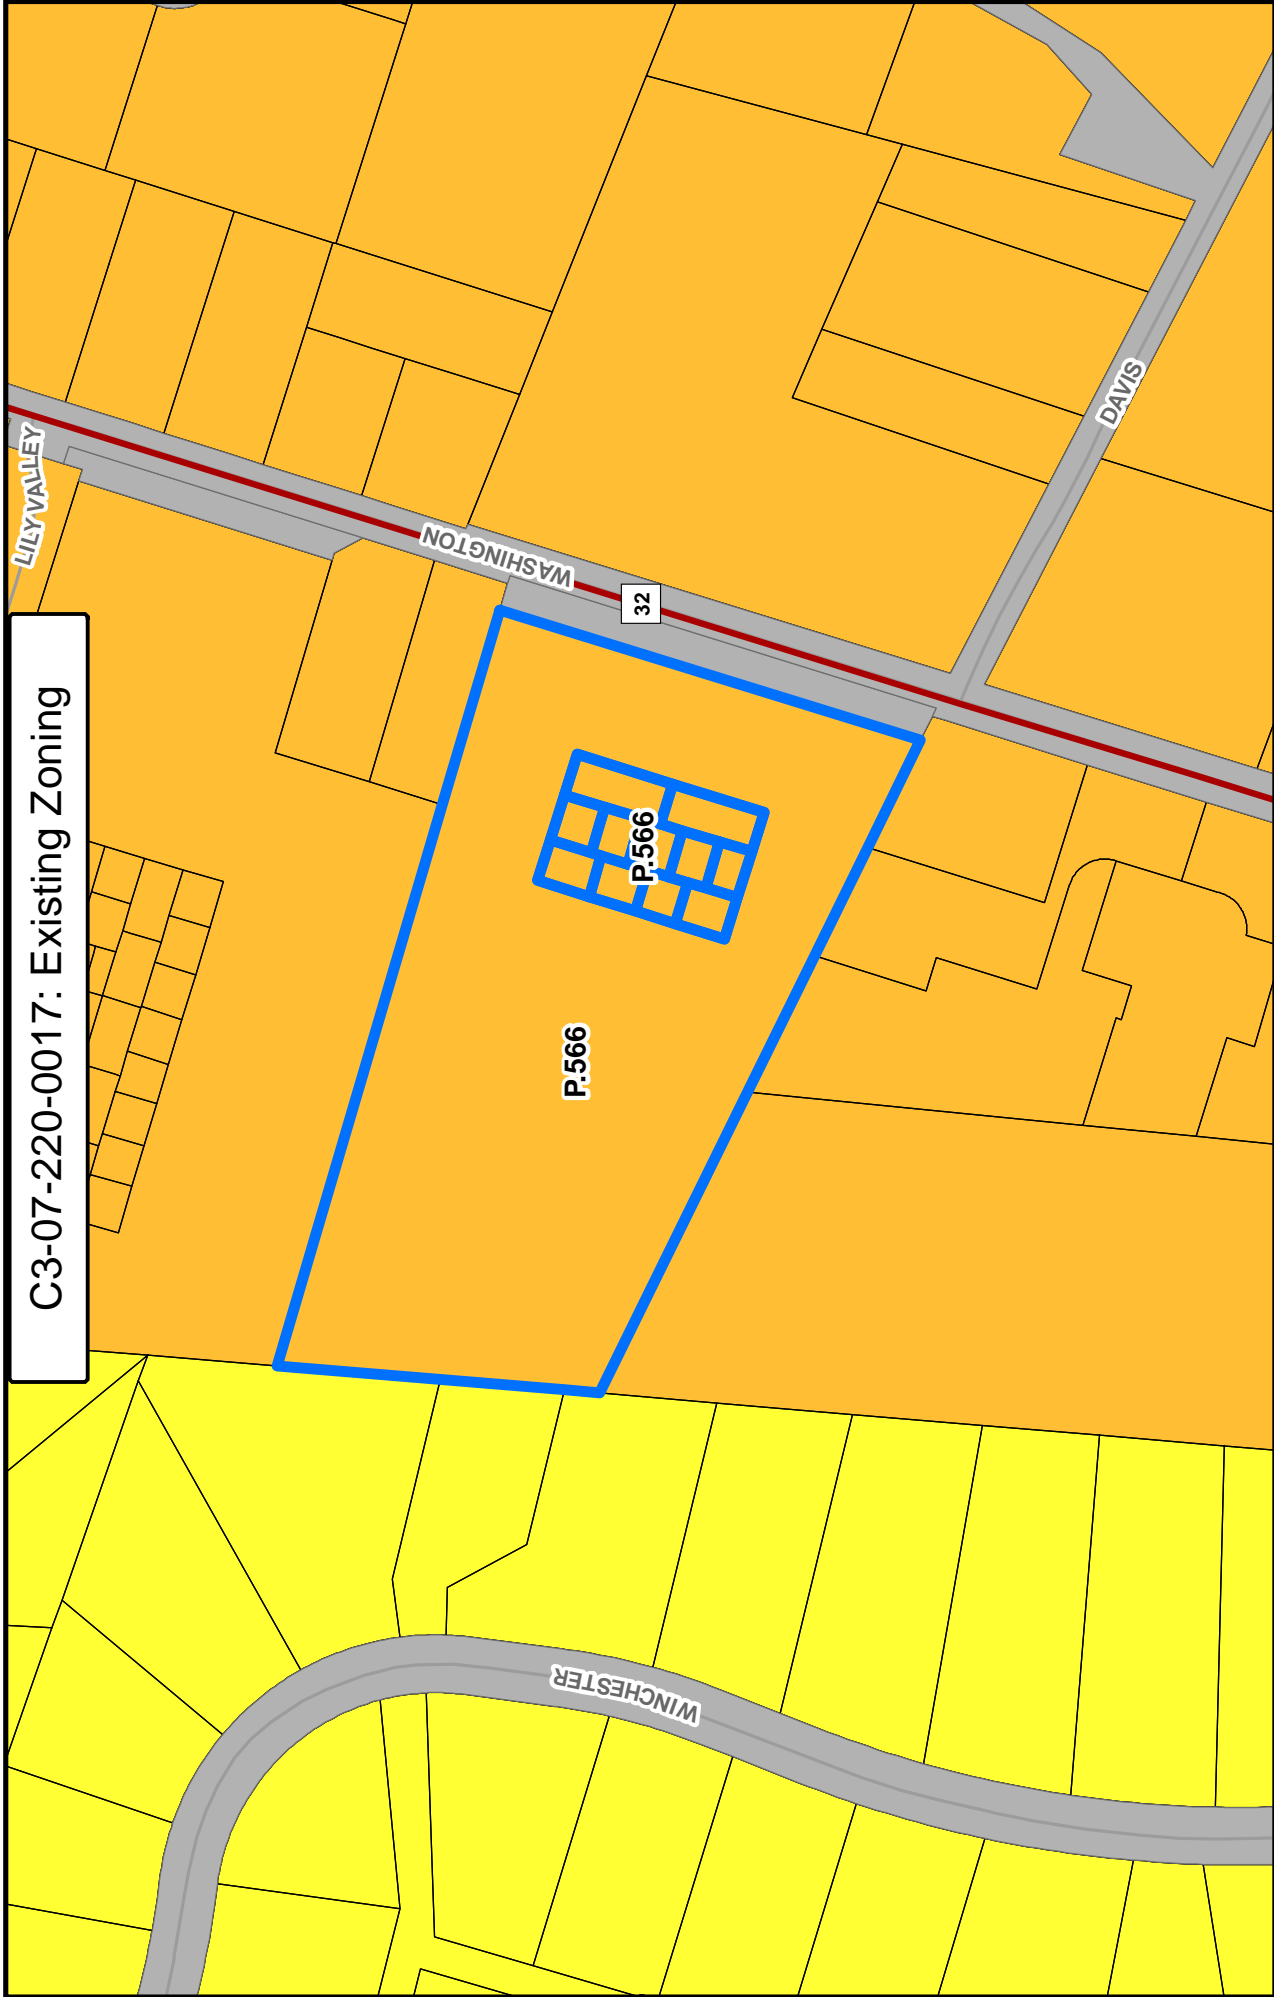 C3-07-220-0017: Existing Zoning
LILY VALLEY
WASHINGTON
32
DAVIS
P.566
P.566
WINCHESTER